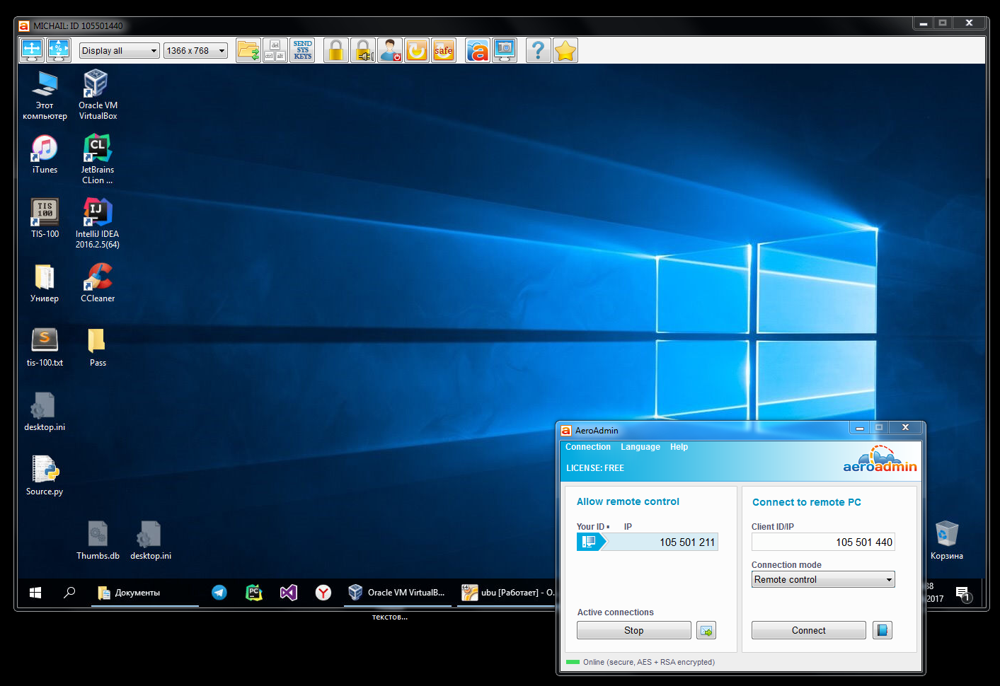 MICHAIL: ID 105501440
Display all
1366 x 768
del
ctrl alt
SEND
SYS
KEYS
safe
Этот
компьютер
Oracle VM
VirtualBox
iTunes
CL
JetBrains
CLion ...
TIS
100
TIS-100
IJ
IntelliJ IDEA
2016.2.5(64)
Универ
CCleaner
S
tis-100.txt
Pass
desktop.ini
Source.py
Thumbs.db
desktop.ini
Корзина
Документы
PC
Oracle VM VirtualB...
64
ubu [Работает] - O...
38
2017
1
текстов...
AeroAdmin
Connection Language Help
LICENSE: FREE
aeroadmin
Allow remote control
Your ID IP
105 501 211
Active connections
Stop
Connect to remote PC
Client ID/IP
105 501 440
Connection mode
Remote control
Connect
Online (secure, AES + RSA encrypted)